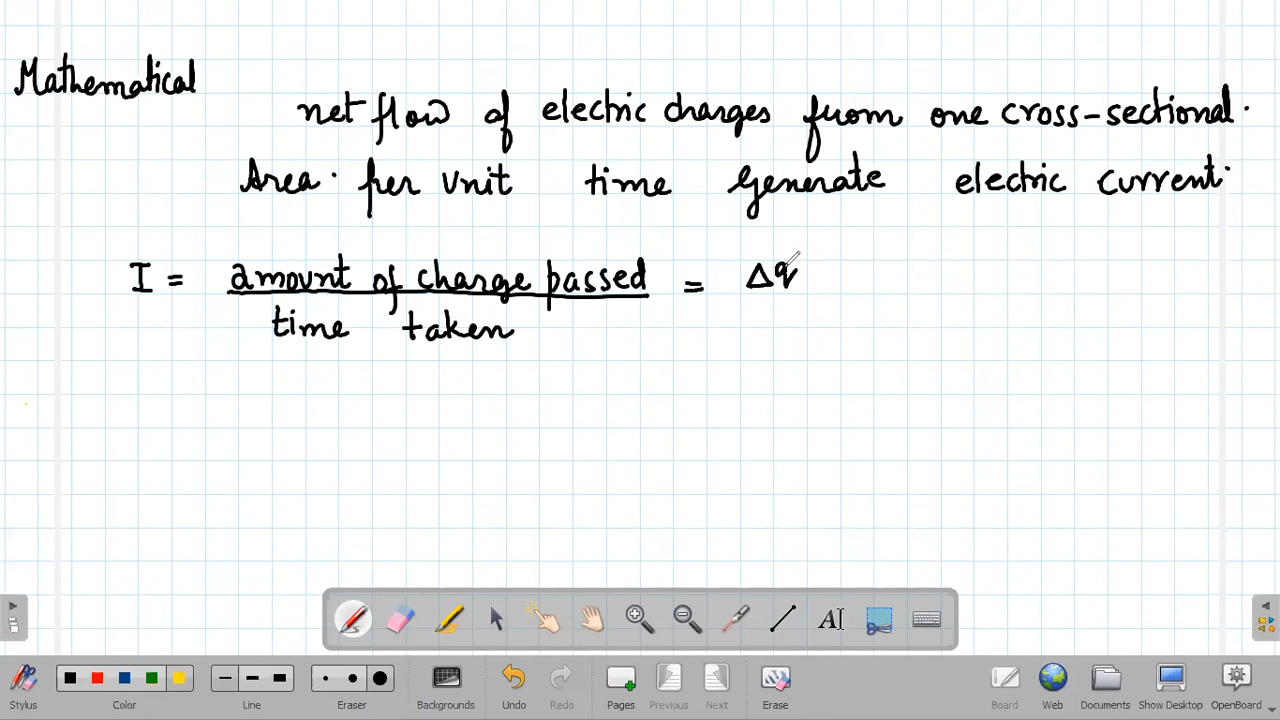 Mathematical
net flow of electric charges from one cross-sectional.
Area. per unit time generate electric current.
I = amount of charge passed = Δq
time taken
Stylus
Color
Line
Eraser
Backgrounds
Undo
Redo
Pages
Previous
Next
Erase
Board
Web
Documents
Show Desktop
OpenBoard